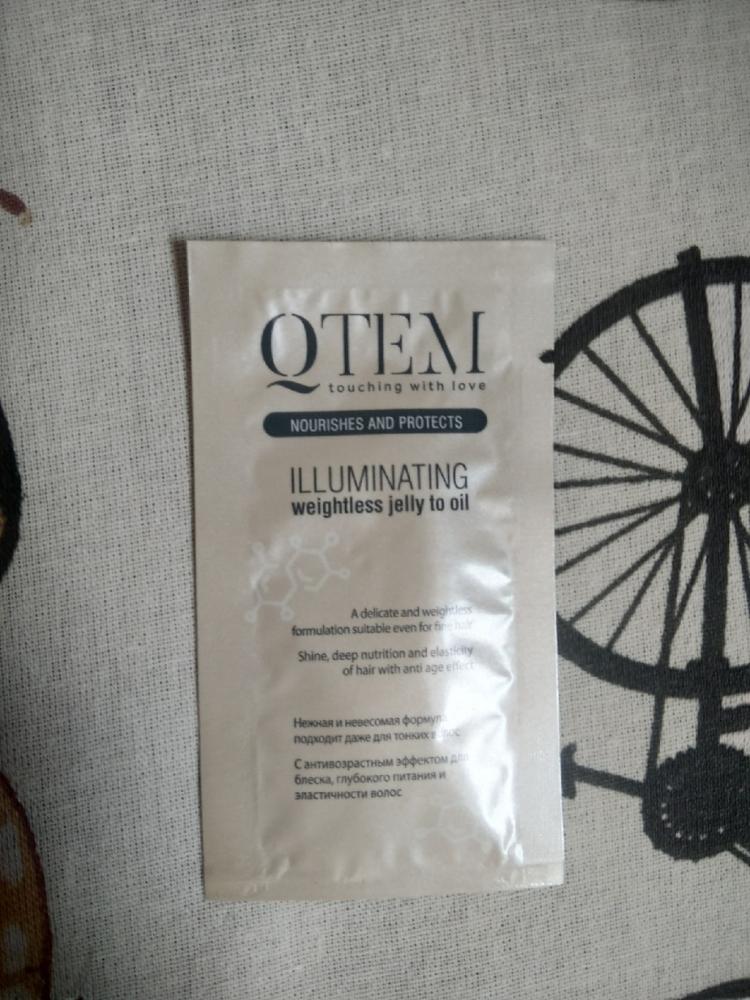 QTEM
touching with love
NOURISHES AND PROTECTS
ILLUMINATING
weightless jelly to oil
A delicate and weightless
formulation suitable even for fine hair
Shine, deep nutrition and elasticity
of hair with anti age effect
Нежная и невесомая формула
подходит даже для тонких волос
С антивозрастным эффектом для
блеска, глубокого питания и
эластичности волос